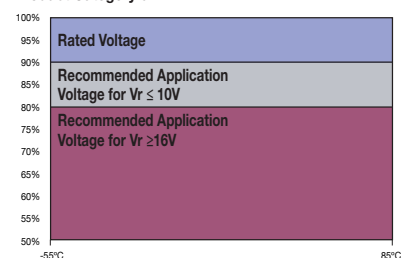 100%
95%
90%
85%
80%
75%
70%
65%
60%
55%
50%
Rated Voltage
Recommended Application
Voltage for Vr ≤ 10V
Recommended Application
Voltage for Vr ≥16V
-55ºC
85ºC